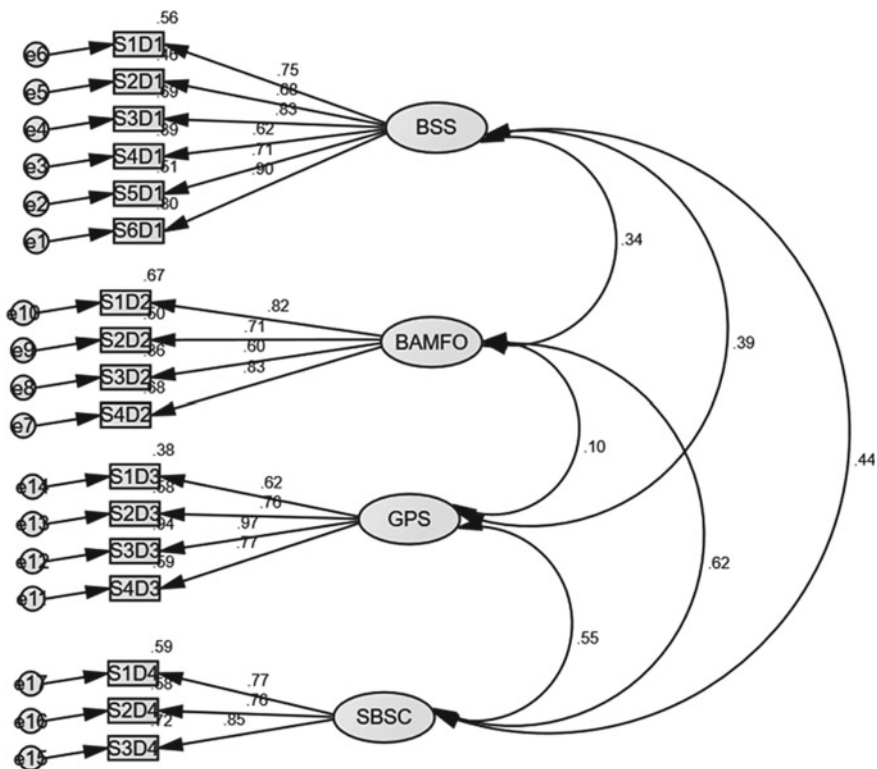 .56
e6 S1D1 .75
.46
e5 S2D1 .68
.69
e4 S3D1 .83
.39
e3 S4D1 .62
.51
e2 S5D1 .71
.80
e1 S6D1 .90
BSS
.34
.67
e10 S1D2 .82
.50
e9 S2D2 .71
.36
e8 S3D2 .60
.68
e7 S4D2 .83
BAMFO
.39
.10
.44
.38
e14 S1D3 .62
.58
e13 S2D3 .76
.94
e12 S3D3 .97
.59
e11 S4D3 .77
GPS
.62
.55
.59
e17 S1D4 .77
.58
e16 S2D4 .76
.72
e15 S3D4 .85
SBSC